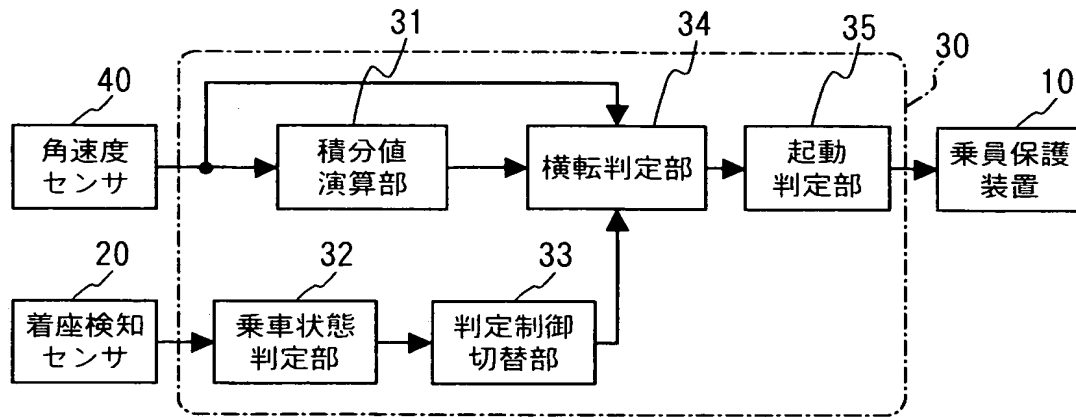 31
34
35
30
40
10
角速度
センサ
積分値
演算部
横転判定部
起動
判定部
乗員保護
装置
20
32
33
着座検知
センサ
乗車状態
判定部
判定制御
切替部